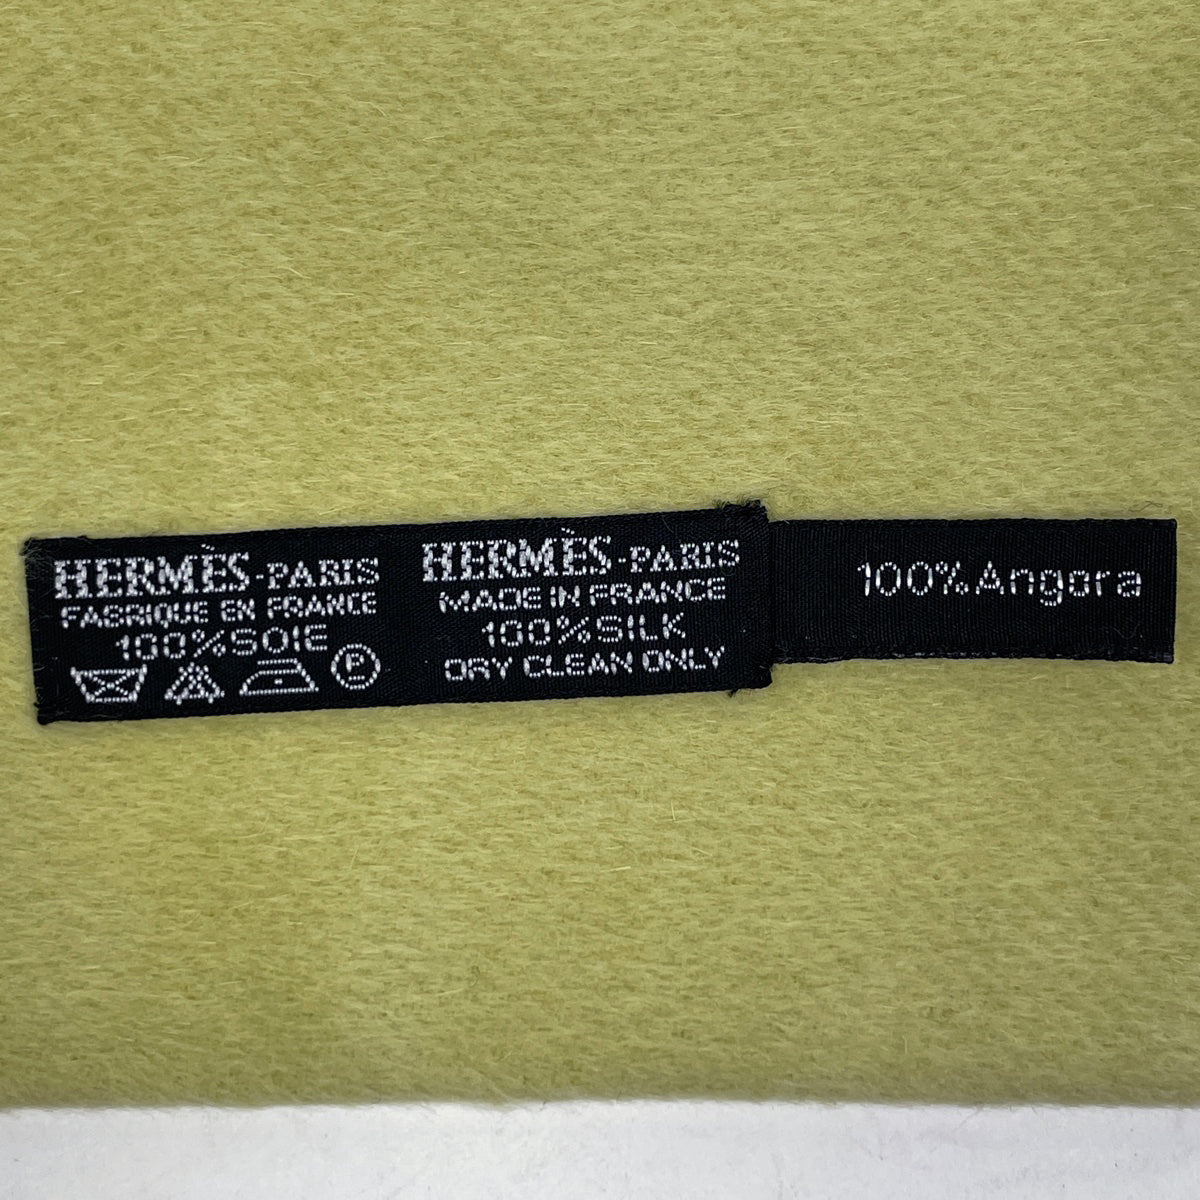 HERMÈS-PARIS
FABRIQUE EN FRANCE
100%SOIE
P
HERMÈS-PARIS
MADE IN FRANCE
100%SILK
DRY CLEAN ONLY
100%Angora